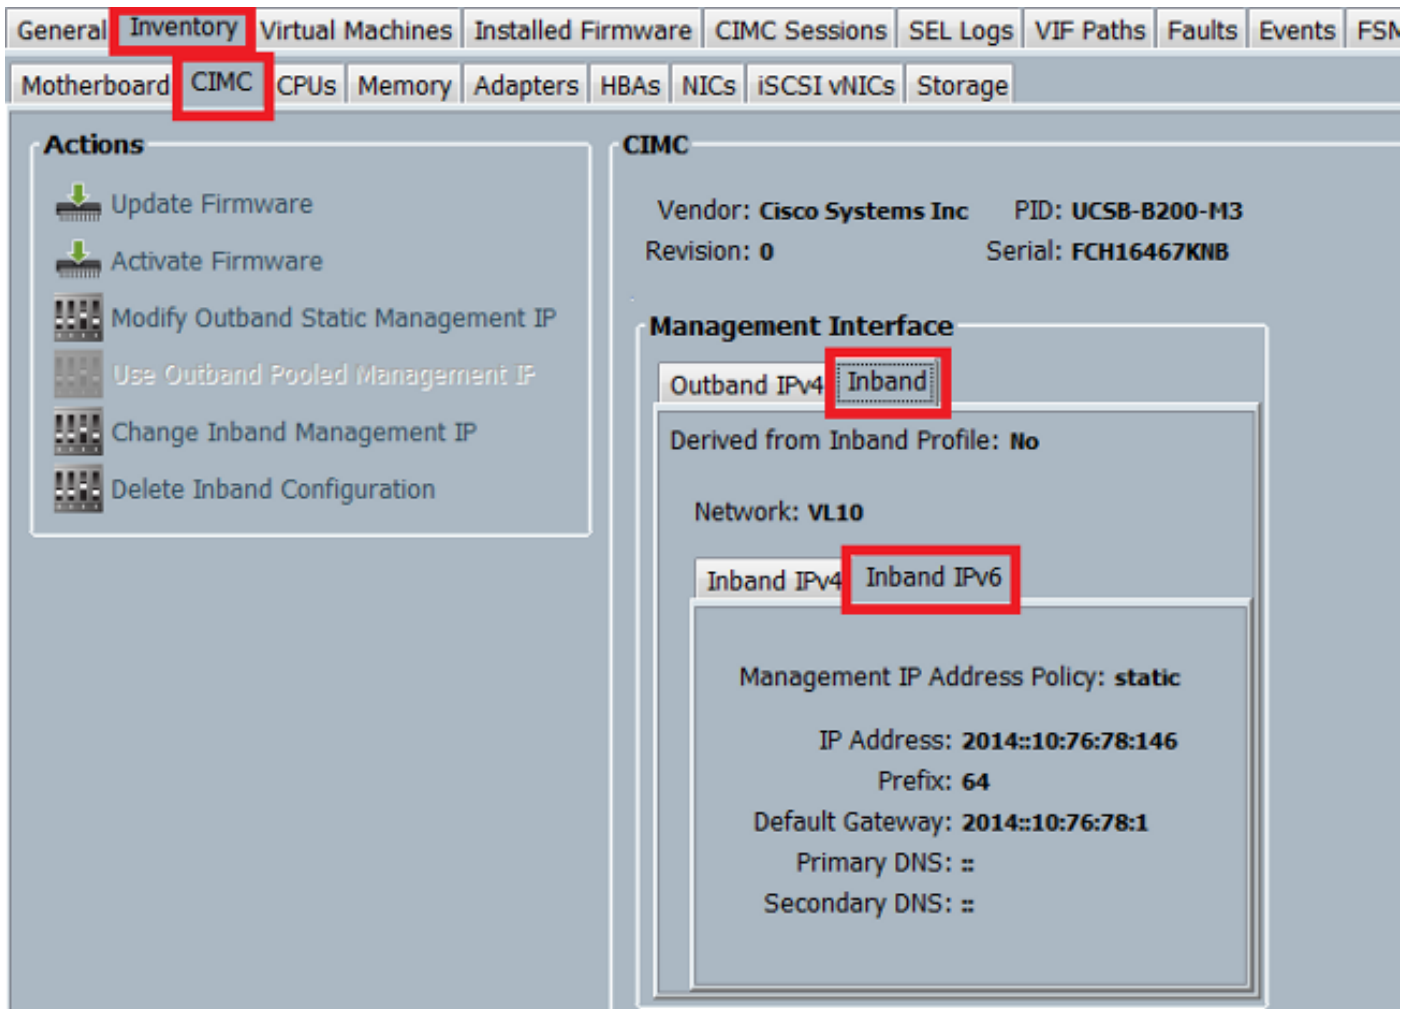 General Inventory Virtual Machines Installed Firmware CIMC Sessions SEL Logs VIF Paths Faults Events FSM
Motherboard CIMC CPUs Memory Adapters HBAs NICs iSCSI vNICs Storage
Actions
Update Firmware
Activate Firmware
Modify Outband Static Management IP
Use Outband Pooled Management IP
Change Inband Management IP
Delete Inband Configuration
CIMC
Vendor: Cisco Systems Inc PID: UCSB-B200-M3
Revision: 0 Serial: FCH16467KNB
Management Interface
Outband IPv4 Inband
Derived from Inband Profile: No
Network: VL10
Inband IPv4 Inband IPv6
Management IP Address Policy: static
IP Address: 2014::10:76:78:146
Prefix: 64
Default Gateway: 2014::10:76:78:1
Primary DNS: ::
Secondary DNS: ::